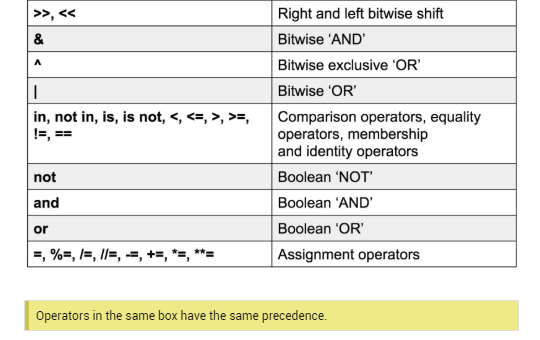 >>, << Right and left bitwise shift
& Bitwise ‘AND’
^ Bitwise exclusive ‘OR’
| Bitwise ‘OR’
in, not in, is, is not, <, <=, >, >=, Comparison operators, equality
!=, == operators, membership
and identity operators
not Boolean ‘NOT’
and Boolean ‘AND’
or Boolean ‘OR’
=, %=, /=, //=, -=, +=, *=, **= Assignment operators
Operators in the same box have the same precedence.